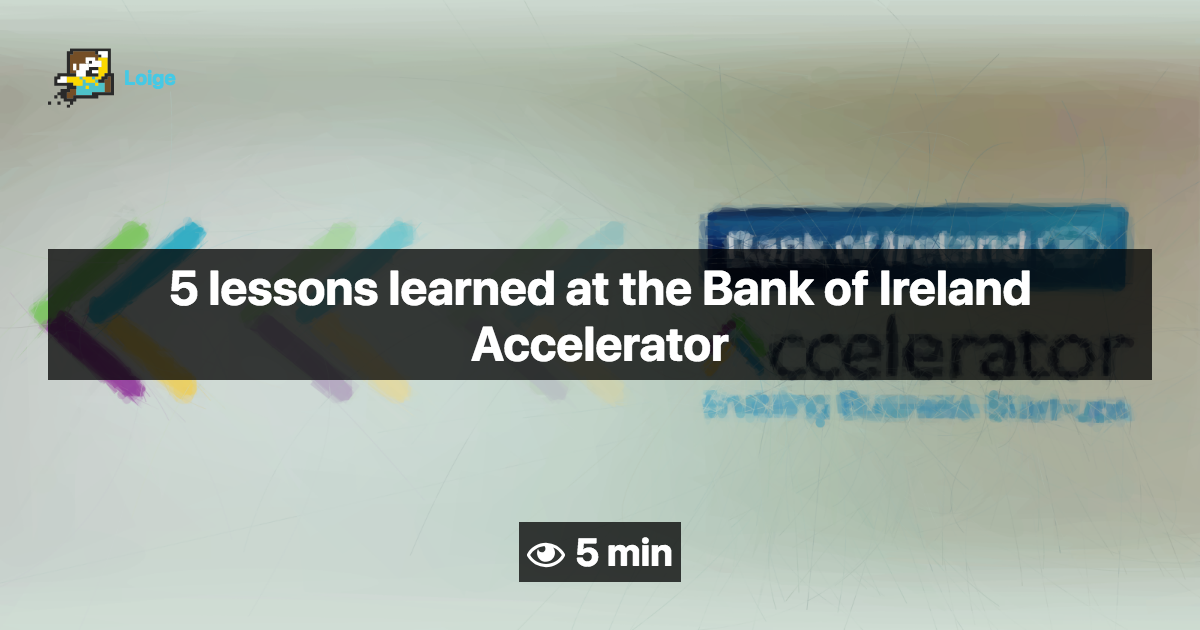 Loige
Bank of Ireland
5 lessons learned at the Bank of Ireland
Accelerator
ccelerator
5 min